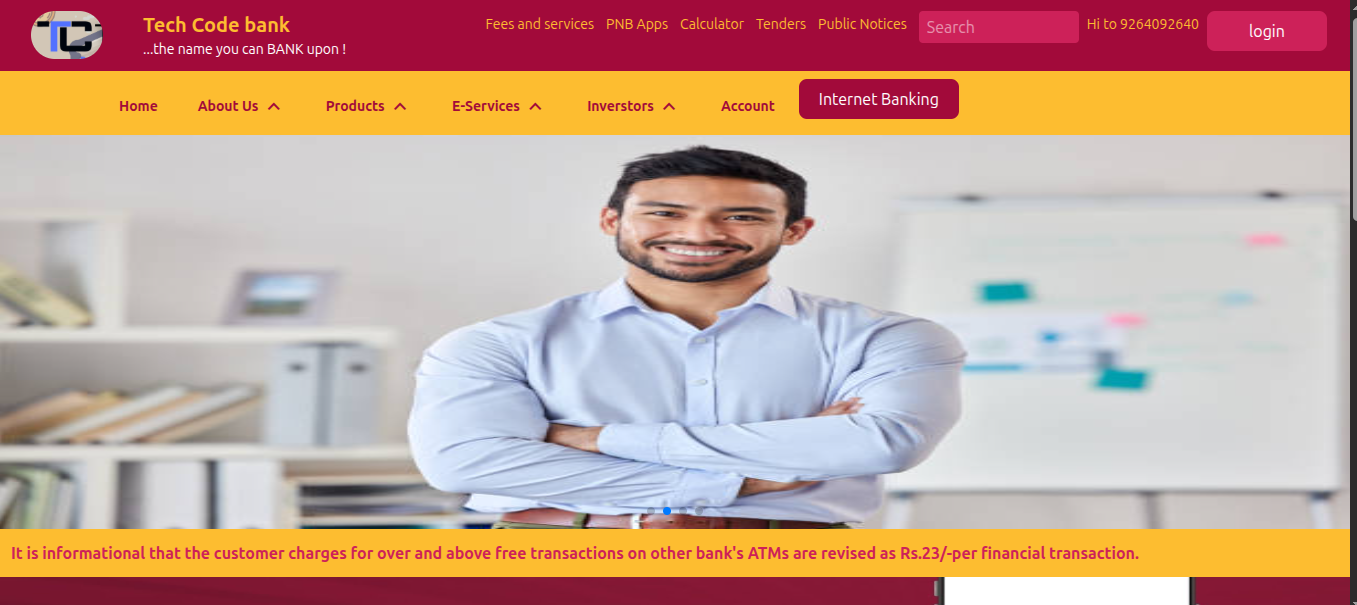 TC
Tech Code bank
...the name you can BANK upon !
Fees and services PNB Apps Calculator Tenders Public Notices Search Hi to 9264092640 login
Home About Us Products E-Services Inverstors Account Internet Banking
It is informational that the customer charges for over and above free transactions on other bank's ATMs are revised as Rs.23/-per financial transaction.